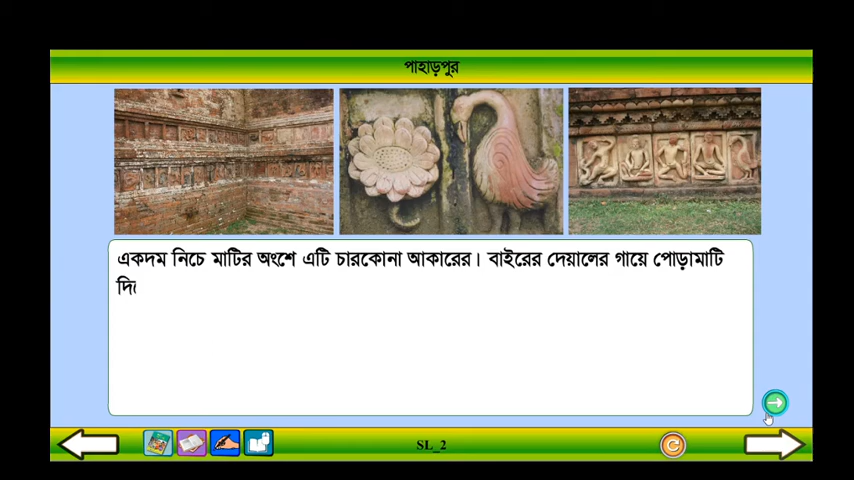 পাহাড়পুর
একদম নিচে মাটির অংশে এটি চারকোনা আকারের। বাইরের দেয়ালের গায়ে পোড়ামাটি
SL_2